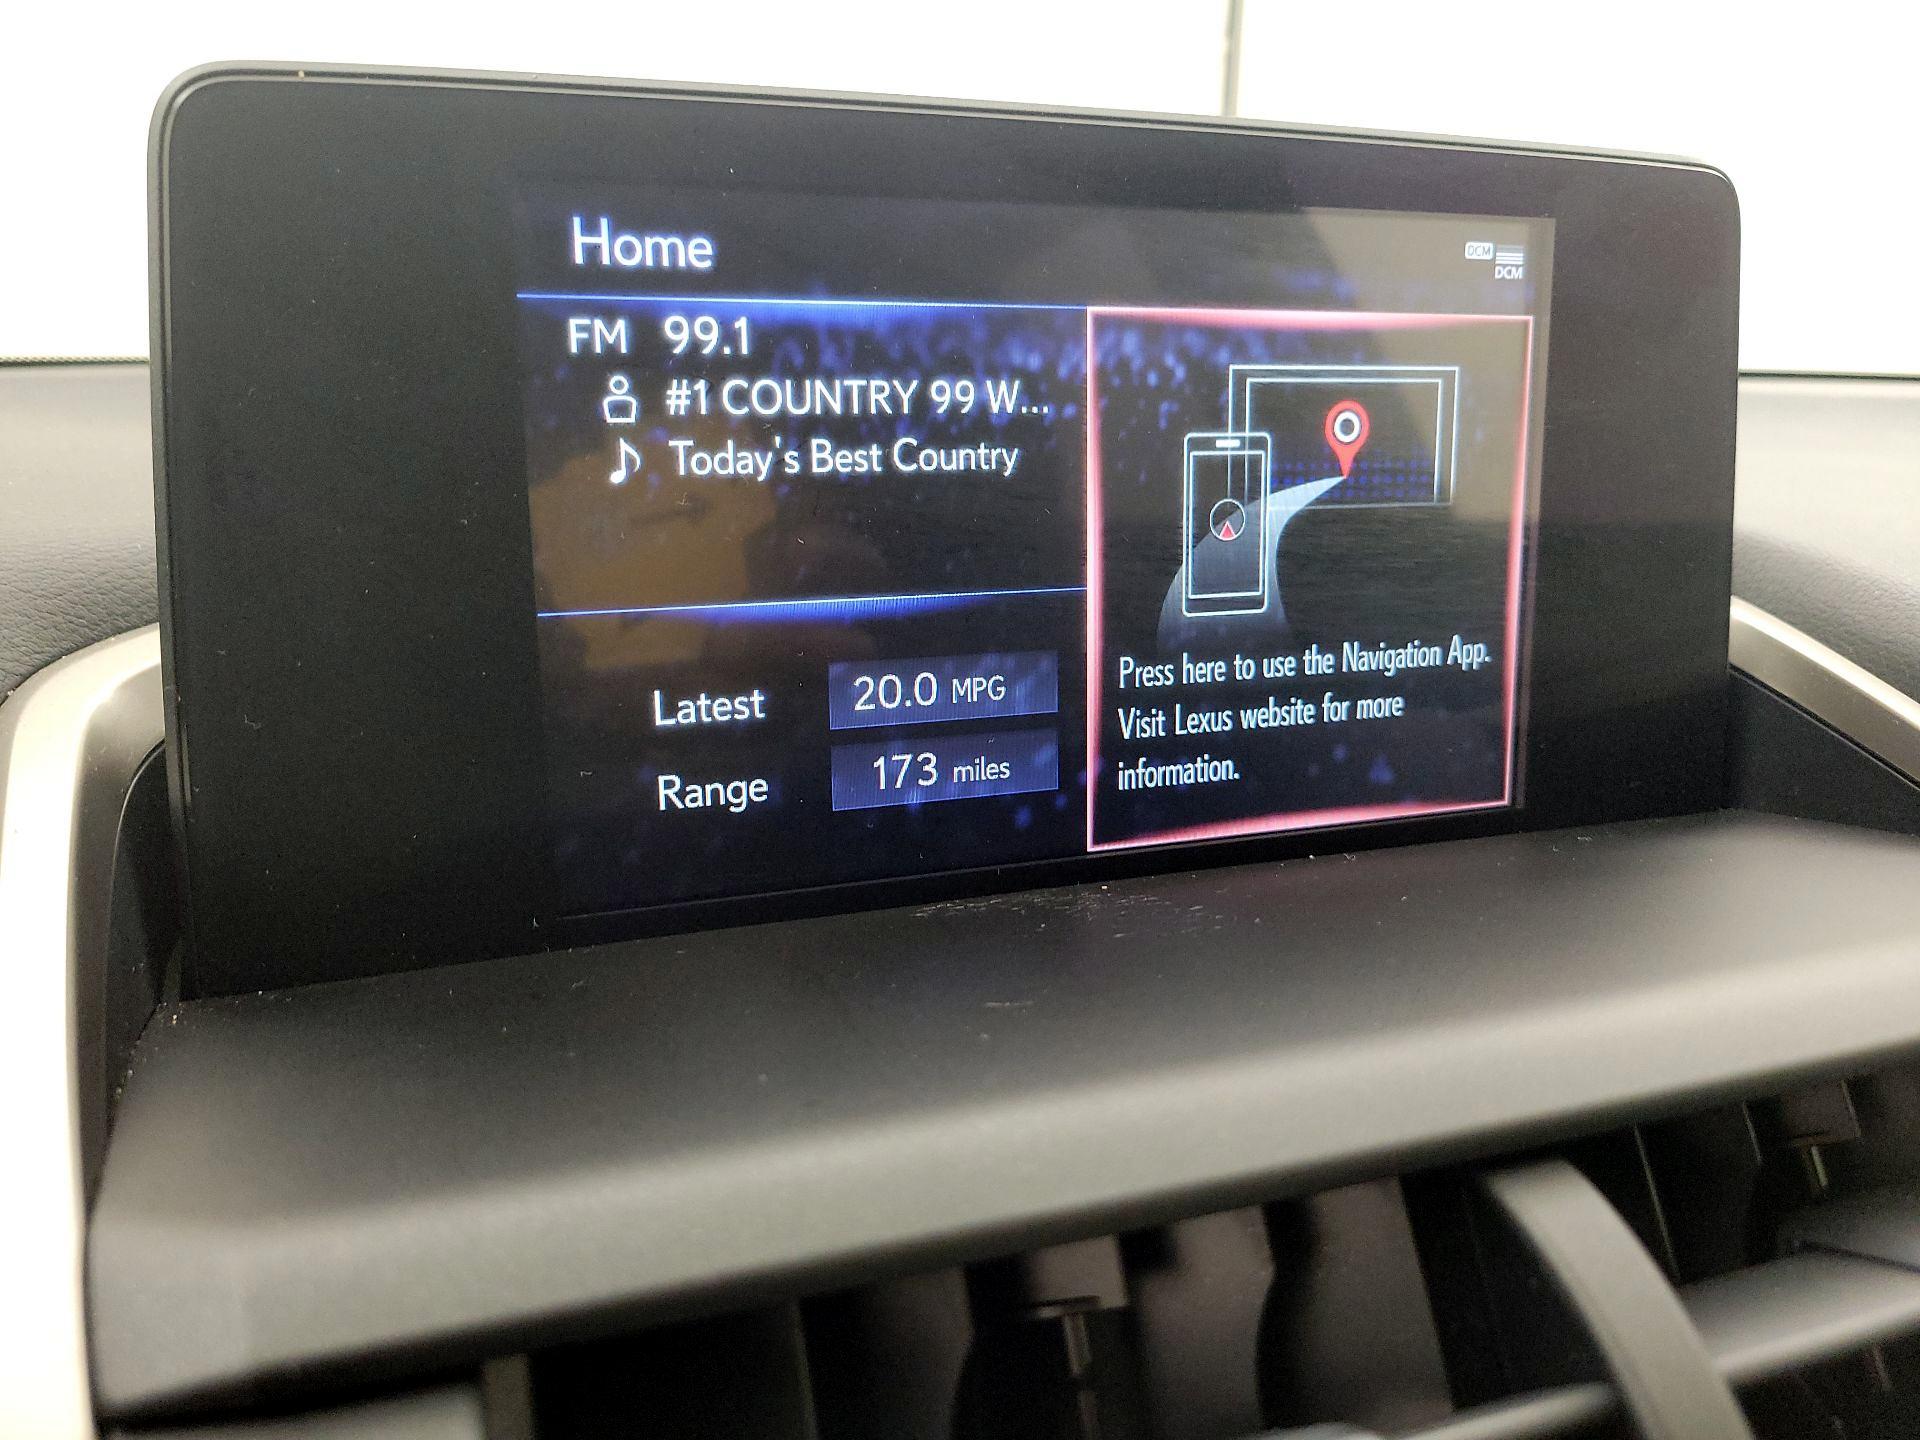 Home
DCM
DCM
FM 99.1
#1 COUNTRY 99 W...
Today's Best Country
Latest 20.0 MPG
Range 173 miles
Press here to use the Navigation App.
Visit Lexus website for more
information.